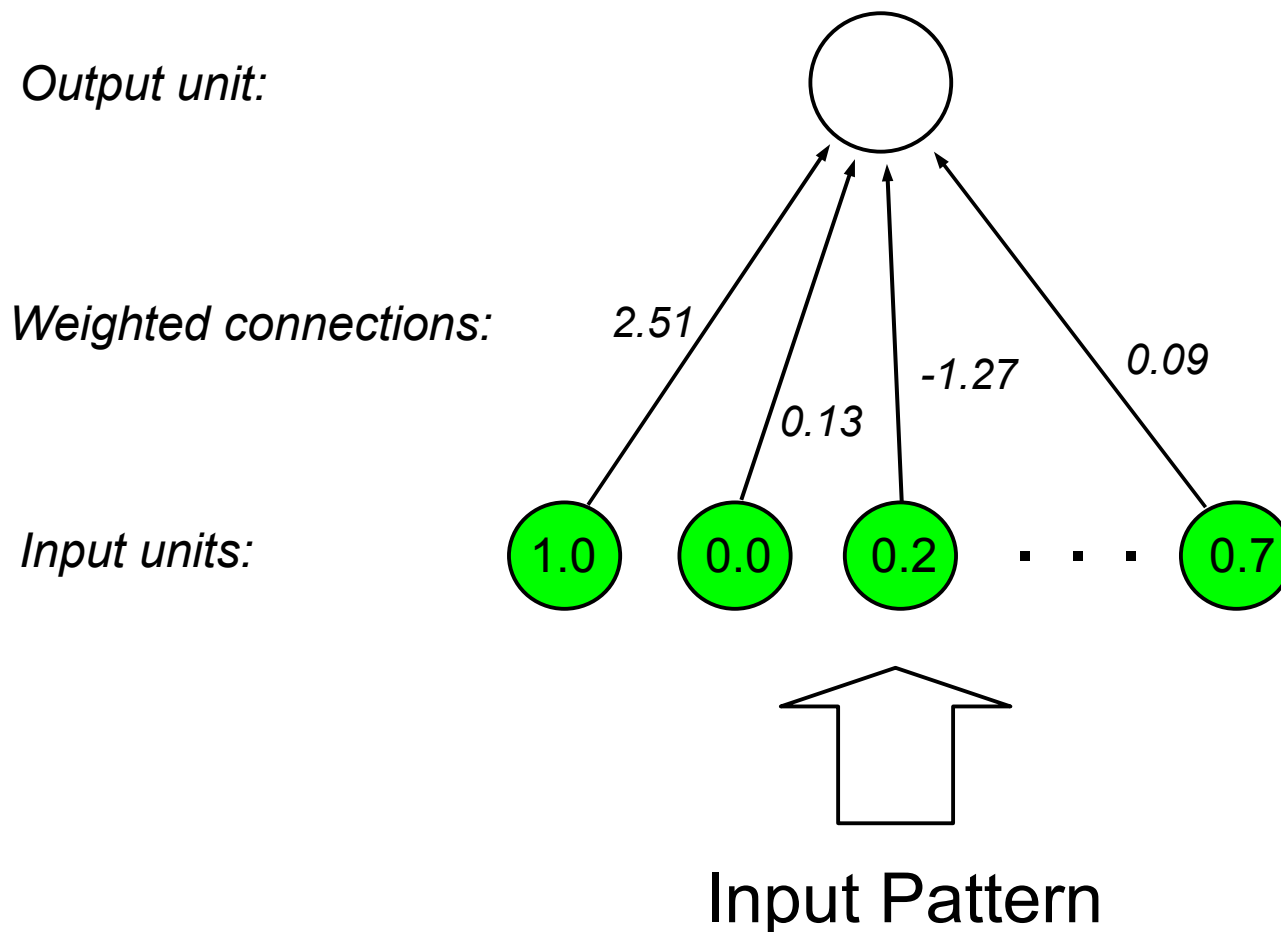 Output unit:
Weighted connections:
2.51
0.13
-1.27
0.09
Input units:
1.0
0.0
0.2
. . .
0.7
Input Pattern